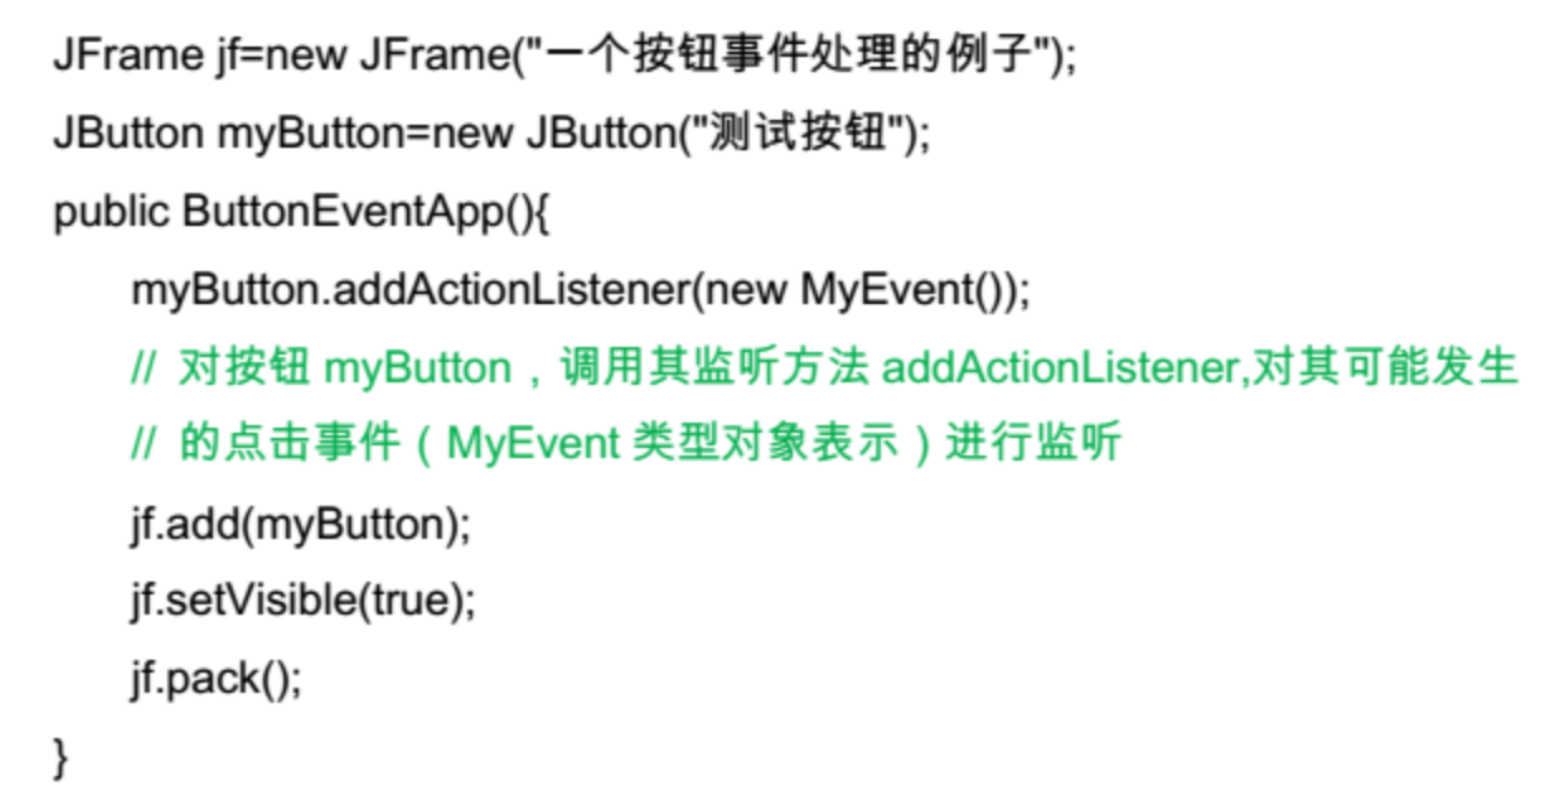 JFrame jf=new JFrame("一个按钮事件处理的例子");
JButton myButton=new JButton("测试按钮");
public ButtonEventApp(){
myButton.addActionListener(new MyEvent());
// 对按钮 myButton，调用其监听方法 addActionListener,对其可能发生
// 的点击事件（MyEvent 类型对象表示）进行监听
jf.add(myButton);
jf.setVisible(true);
jf.pack();
}